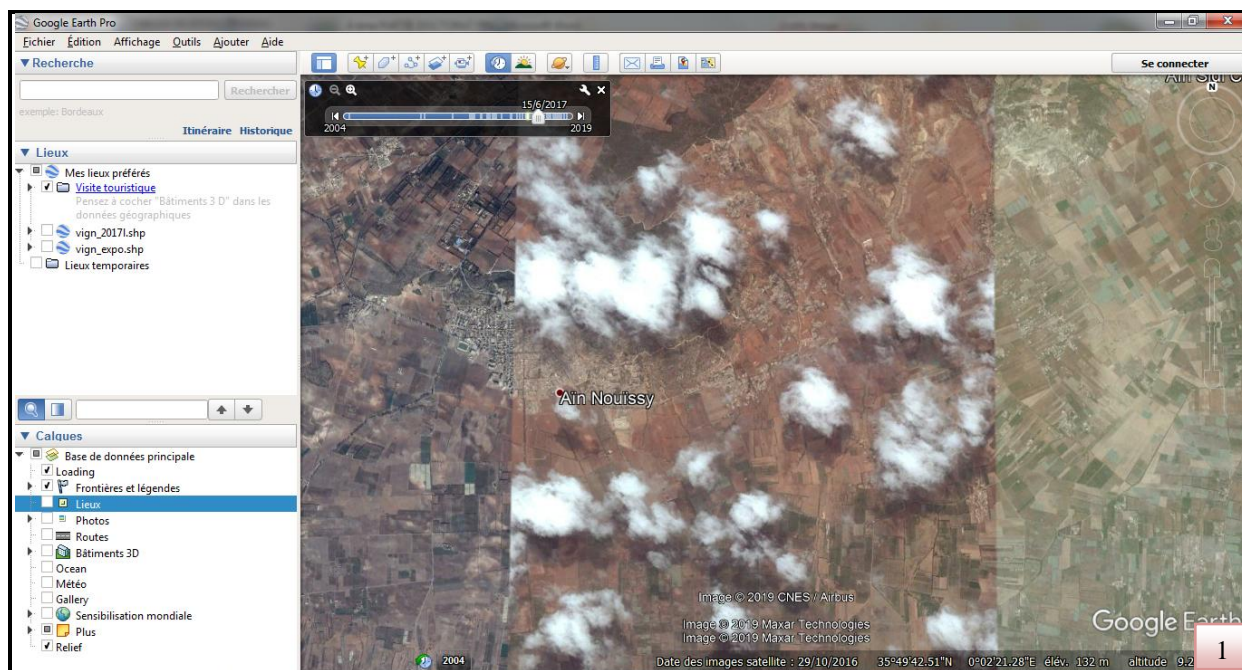 Google Earth Pro
Fichier Édition Affichage Outils Ajouter Aide
▼ Recherche
Rechercher
exemple: Bordeaux
Itinéraire Historique
▼ Lieux
Mes lieux préférés
Visite touristique
Pensez à cocher "Bâtiments 3 D" dans les
données géographiques
vign_2017l.shp
vign_expo.shp
Lieux temporaires
▼ Calques
Base de données principale
Loading
Frontières et légendes
Lieux
Photos
Routes
Bâtiments 3D
Ocean
Météo
Gallery
Sensibilisation mondiale
Plus
Relief
Se connecter
N
15/6/2017
2004 2019
Aïn Nouïssy
Image © 2019 CNES / Airbus
Image © 2019 Maxar Technologies
Image © 2019 Maxar Technologies
Google Earth
2004
Date des images satellite : 29/10/2016 35°49'42.51"N 0°02'21.28"E élév. 132 m altitude 9.2
1